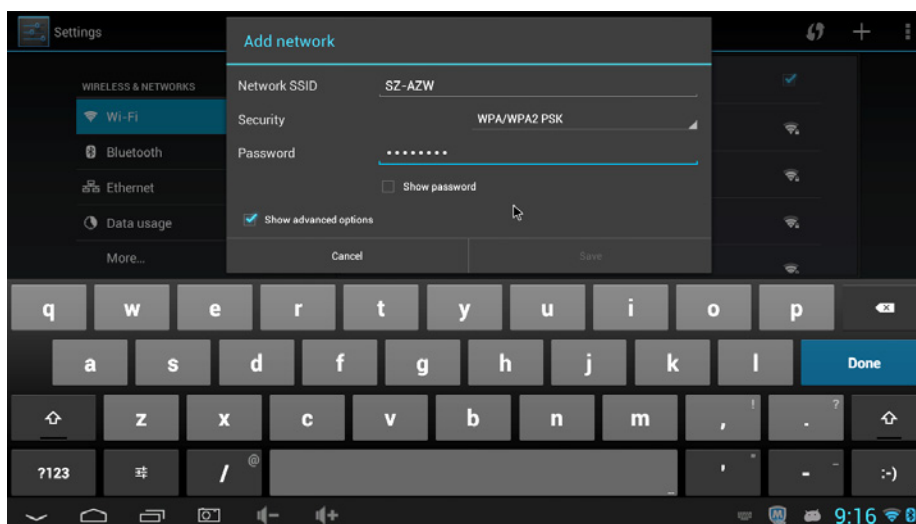 Settings
Add network
WIRELESS & NETWORKS
Wi-Fi
Bluetooth
Ethernet
Data usage
More...
Network SSID SZ-AZW
Security WPA/WPA2 PSK
Password ••••••••
Show password
Show advanced options
Cancel Save
q w e r t y u i o p
a s d f g h j k l Done
z x c v b n m , ! . ?
?123 / @ _ ' " - _ :-)
9:16